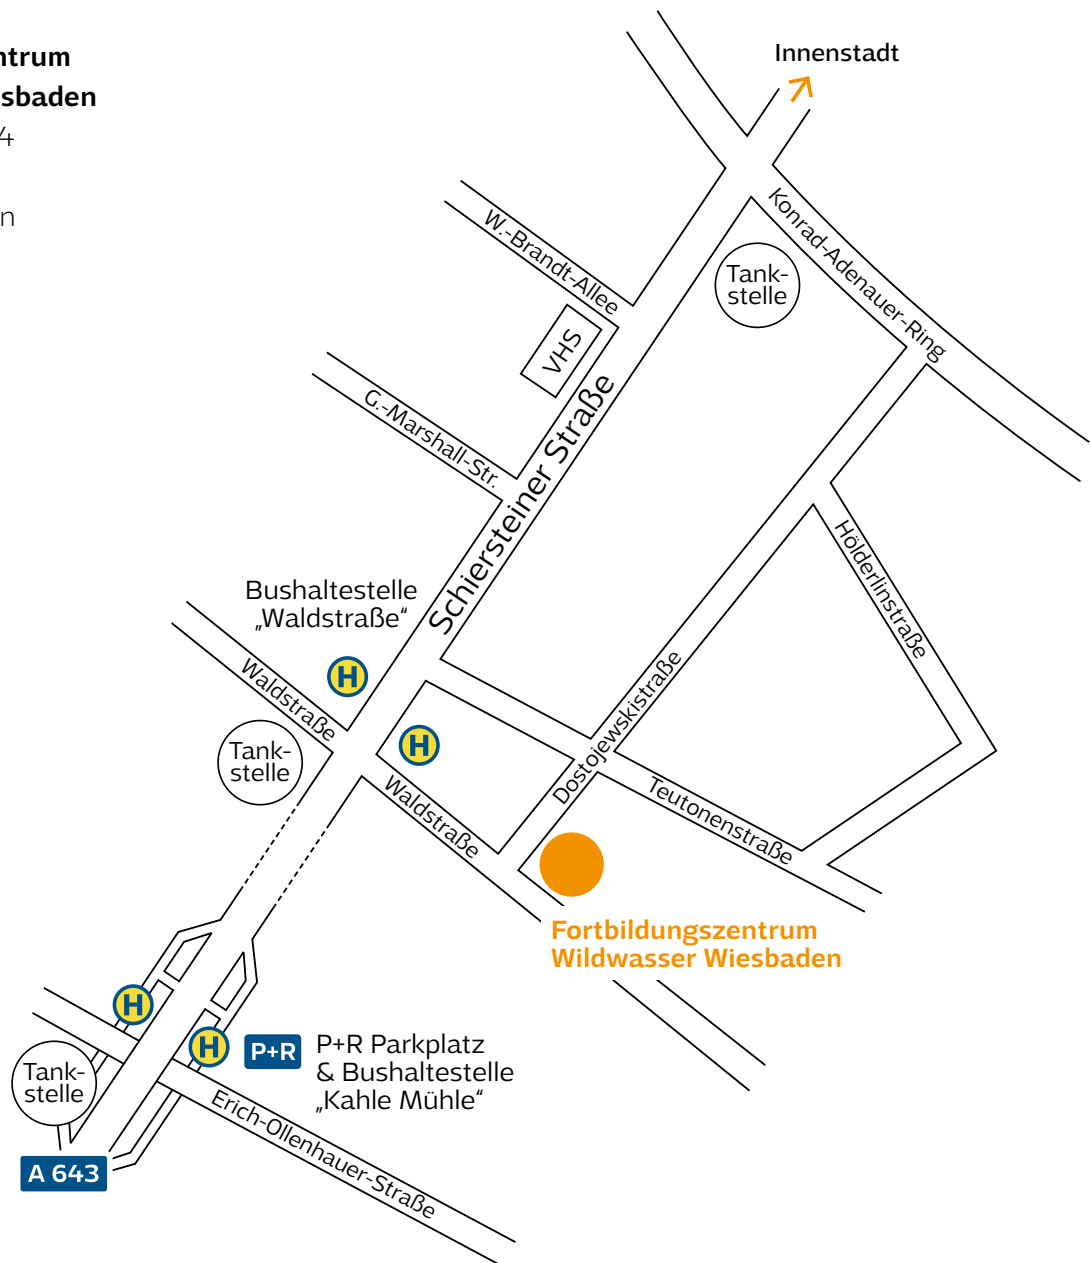 ntrum
sbaden
4
n
Innenstadt
Konrad-Adenauer-Ring
W.-Brandt-Allee
Tank-
stelle
VHS
G.-Marshall-Str.
Schiersteiner Straße
Hölderlinstraße
Bushaltestelle
„Waldstraße“
H
Waldstraße
Tank-
stelle
H
Dostojewskistraße
Waldstraße
Teutonenstraße
Fortbildungszentrum
Wildwasser Wiesbaden
H
H
P+R
P+R Parkplatz
& Bushaltestelle
„Kahle Mühle“
Tank-
stelle
Erich-Ollenhauer-Straße
A 643